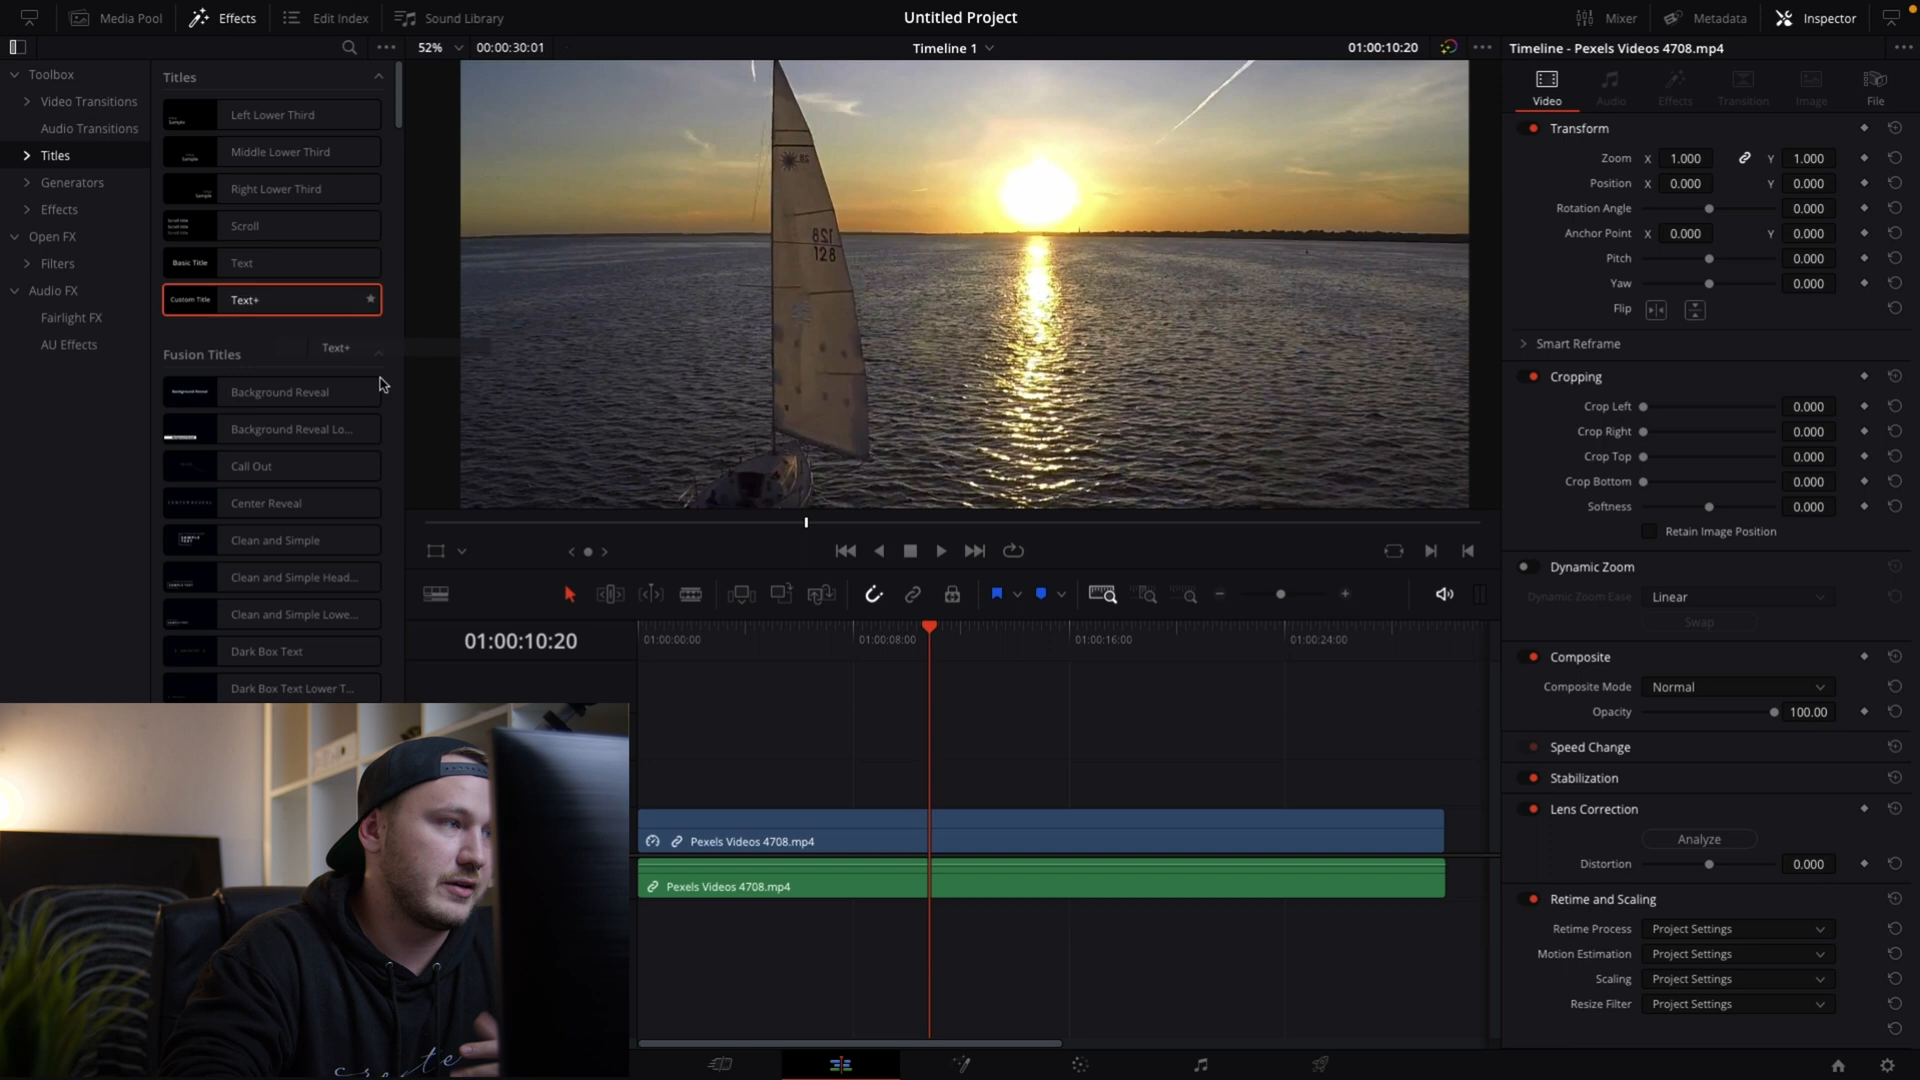 Media Pool
Effects
Edit Index
Sound Library
Untitled Project
Mixer
Metadata
Inspector
52%
00:00:30:01
Timeline 1
01:00:10:20
Timeline - Pexels Videos 4708.mp4
Toolbox
Video Transitions
Audio Transitions
Titles
Generators
Effects
Open FX
Filters
Audio FX
Fairlight FX
AU Effects
Titles
Left Lower Third
Middle Lower Third
Right Lower Third
Scroll
Basic Title
Text
Custom Title
Text+
Fusion Titles
Text+
Background Reveal
Background Reveal Lo...
Call Out
Center Reveal
Clean and Simple
Clean and Simple Head...
Clean and Simple Lowe...
Dark Box Text
Dark Box Text Lower T...
128
128
Video
Audio
Effects
Transition
Image
File
Transform
Zoom X 1.000 Y 1.000
Position X 0.000 Y 0.000
Rotation Angle 0.000
Anchor Point X 0.000 Y 0.000
Pitch 0.000
Yaw 0.000
Flip
Smart Reframe
Cropping
Crop Left 0.000
Crop Right 0.000
Crop Top 0.000
Crop Bottom 0.000
Softness 0.000
Retain Image Position
Dynamic Zoom
Dynamic Zoom Ease Linear
Swap
Composite
Composite Mode Normal
Opacity 100.00
Speed Change
Stabilization
Lens Correction
Analyze
Distortion 0.000
Retime and Scaling
Retime Process Project Settings
Motion Estimation Project Settings
Scaling Project Settings
Resize Filter Project Settings
01:00:10:20
01:00:00:00
01:00:08:00
01:00:16:00
01:00:24:00
Pexels Videos 4708.mp4
Pexels Videos 4708.mp4
create